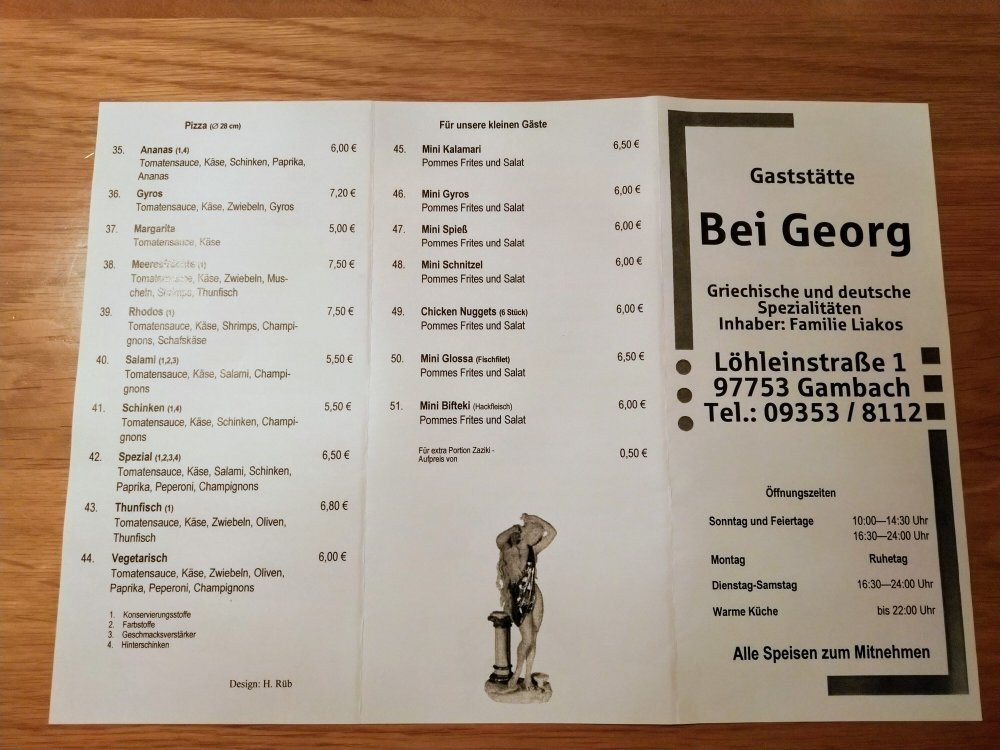 Pizza (∅ 28 cm)
35. Ananas (1,4) 6,00 €
Tomatensauce, Käse, Schinken, Paprika,
Ananas
36. Gyros 7,20 €
Tomatensauce, Käse, Zwiebeln, Gyros
37. Margarita 5,00 €
Tomatensauce, Käse
38. Meeresfrüchte (1) 7,50 €
Tomatensauce, Käse, Zwiebeln, Mus-
cheln, Shrimps, Thunfisch
39. Rhodos (1) 7,50 €
Tomatensauce, Käse, Shrimps, Champi-
gnons, Schafskäse
40. Salami (1,2,3) 5,50 €
Tomatensauce, Käse, Salami, Champi-
gnons
41. Schinken (1,4) 5,50 €
Tomatensauce, Käse, Schinken, Champi-
gnons
42. Spezial (1,2,3,4) 6,50 €
Tomatensauce, Käse, Salami, Schinken,
Paprika, Peperoni, Champignons
43. Thunfisch (1) 6,80 €
Tomatensauce, Käse, Zwiebeln, Oliven,
Thunfisch
44. Vegetarisch 6,00 €
Tomatensauce, Käse, Zwiebeln, Oliven,
Paprika, Peperoni, Champignons
1. Konservierungsstoffe
2. Farbstoffe
3. Geschmacksverstärker
4. Hinterschinken
Design: H. Rüb
Für unsere kleinen Gäste
45. Mini Kalamari 6,50 €
Pommes Frites und Salat
46. Mini Gyros 6,00 €
Pommes Frites und Salat
47. Mini Spieß 6,00 €
Pommes Frites und Salat
48. Mini Schnitzel 6,00 €
Pommes Frites und Salat
49. Chicken Nuggets (6 Stück) 6,00 €
Pommes Frites und Salat
50. Mini Glossa (Fischfilet) 6,50 €
Pommes Frites und Salat
51. Mini Bifteki (Hackfleisch) 6,00 €
Pommes Frites und Salat
Für extra Portion Zaziki -
Aufpreis von 0,50 €
Gaststätte
Bei Georg
Griechische und deutsche
Spezialitäten
Inhaber: Familie Liakos
Löhleinstraße 1
97753 Gambach
Tel.: 09353 / 8112
Öffnungszeiten
Sonntag und Feiertage 10:00—14:30 Uhr
16:30—24:00 Uhr
Montag Ruhetag
Dienstag-Samstag 16:30—24:00 Uhr
Warme Küche bis 22:00 Uhr
Alle Speisen zum Mitnehmen